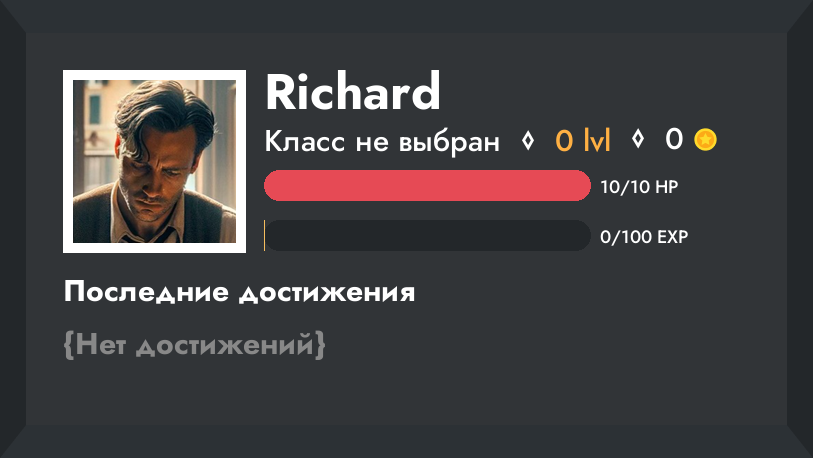 Richard
Класс не выбран ◊ 0 lvl ◊ 0
10/10 HP
0/100 EXP
Последние достижения
{Нет достижений}